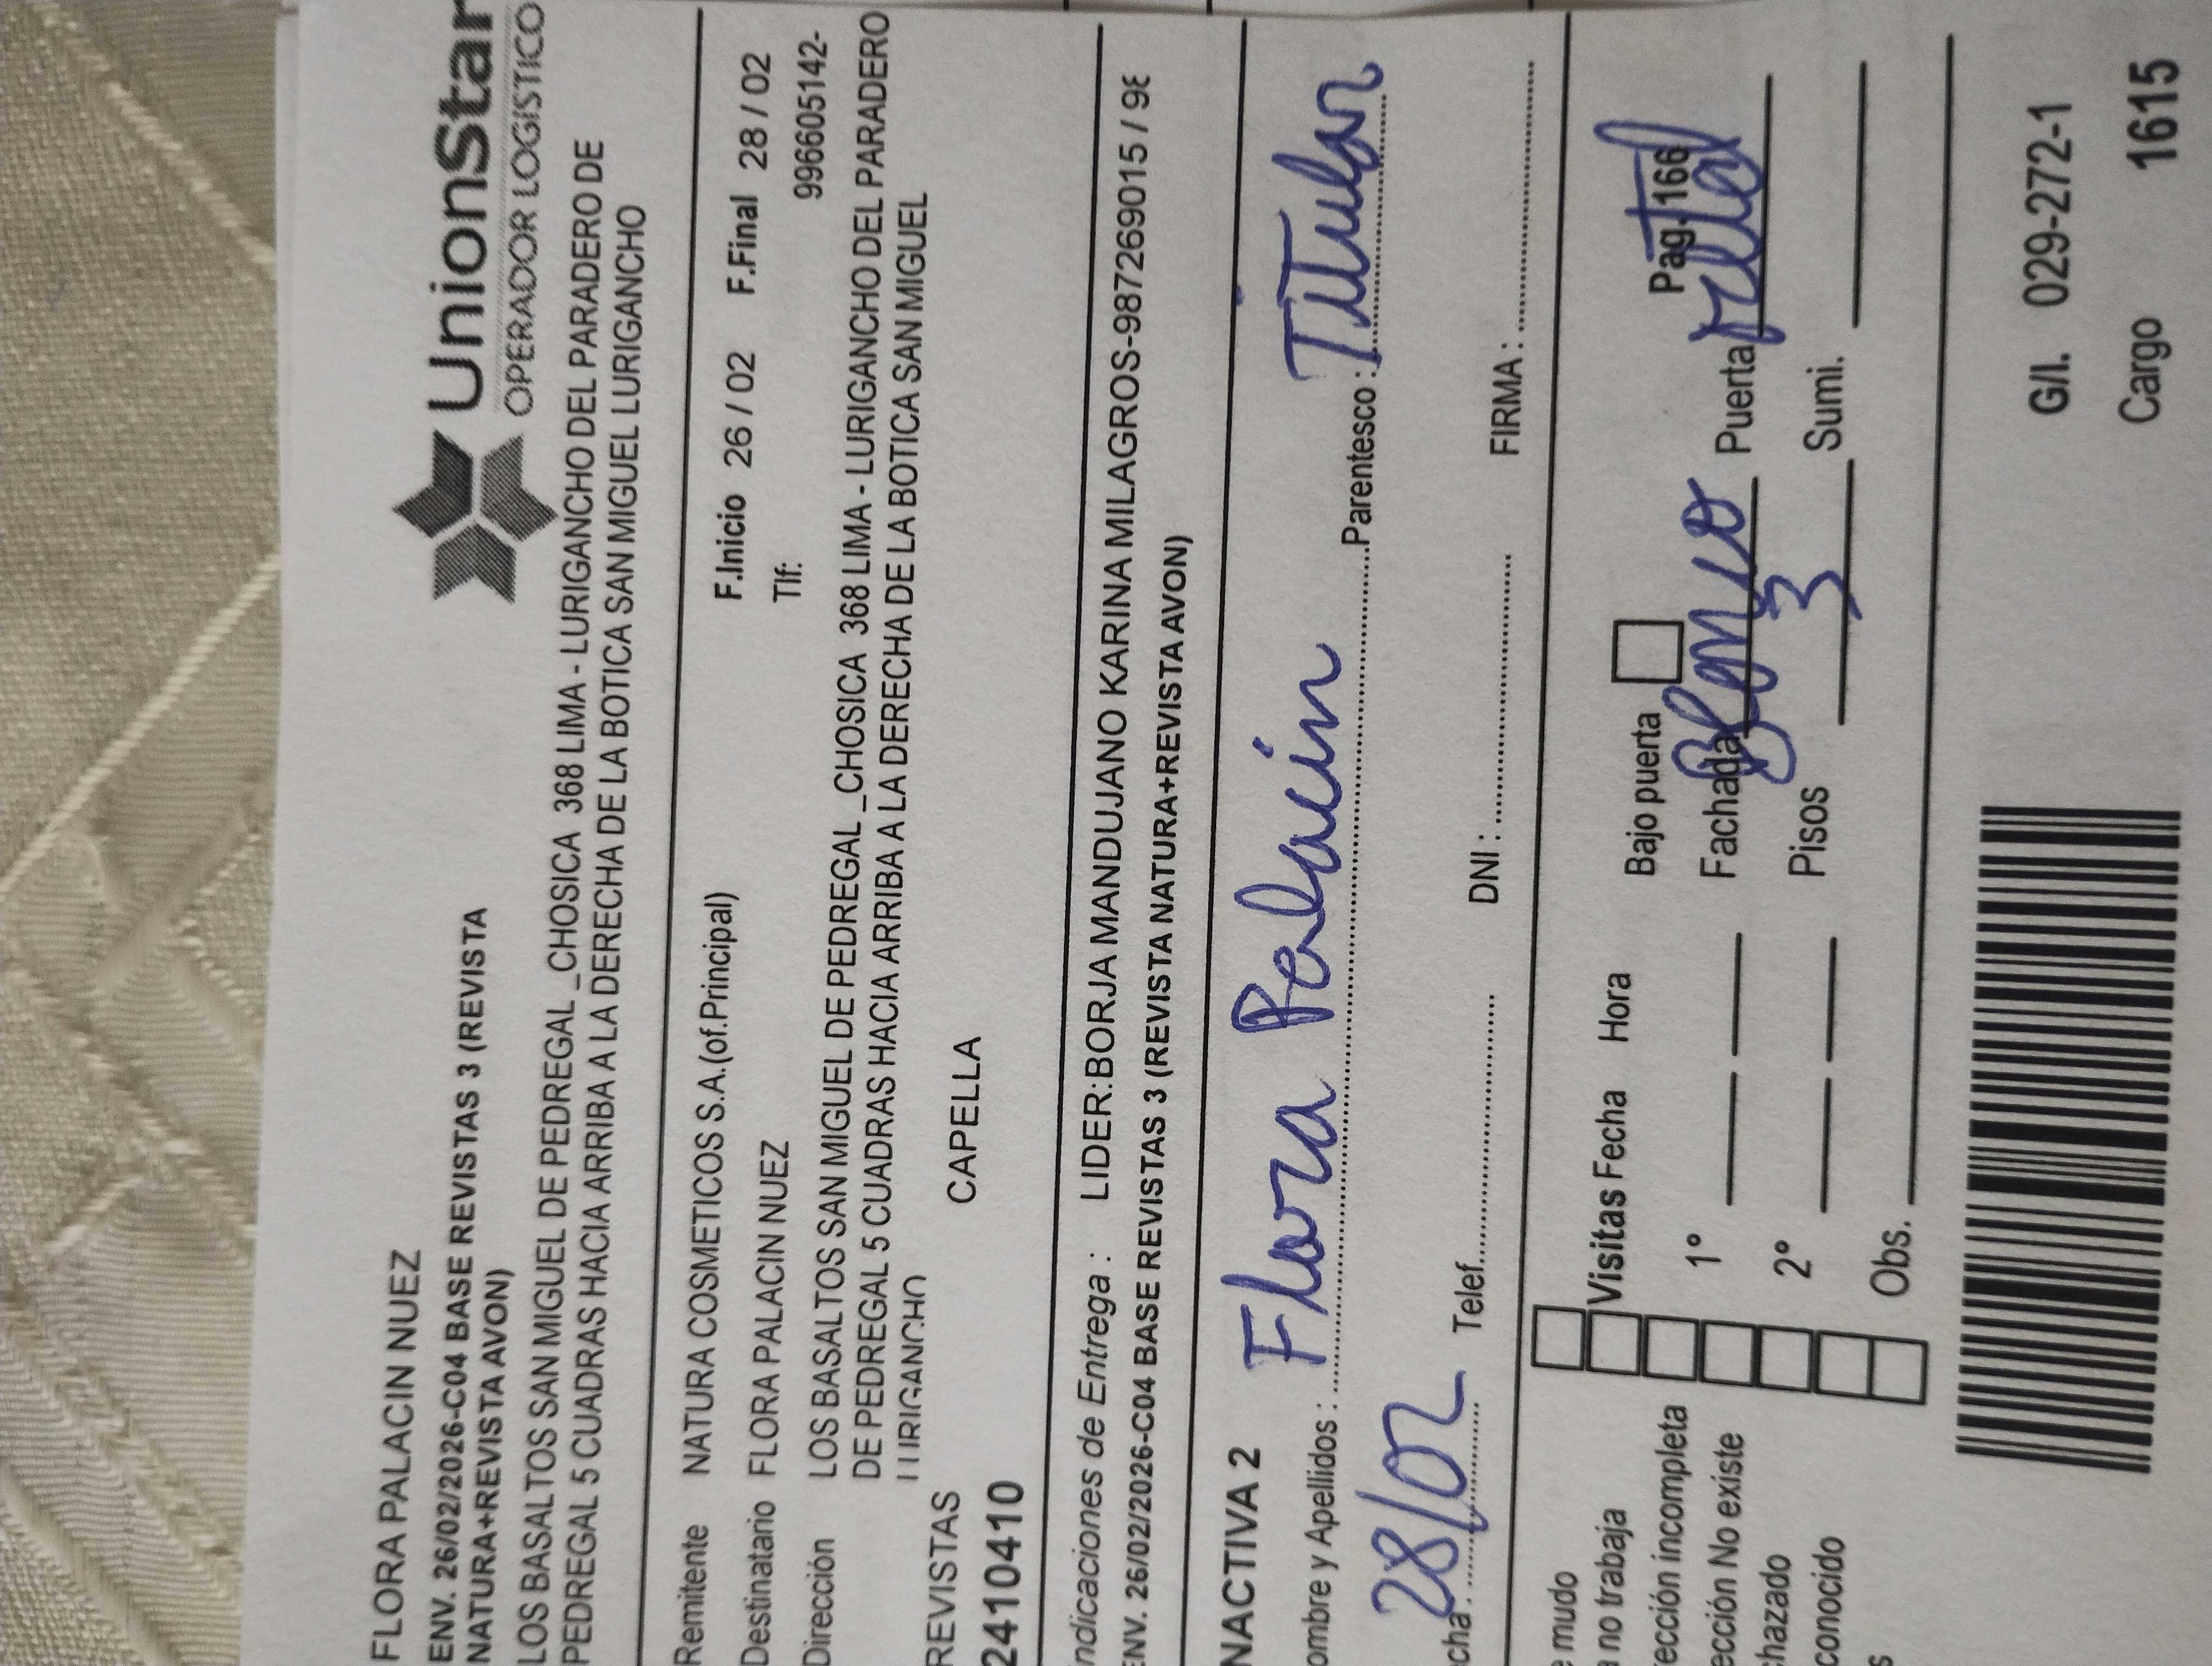 UnionStar
OPERADOR LOGISTICO
FLORA PALACIN NUEZ
ENV. 26/02/2026-C04 BASE REVISTAS 3 (REVISTA
NATURA+REVISTA AVON)
LOS BASALTOS SAN MIGUEL DE PEDREGAL _CHOSICA 368 LIMA - LURIGANCHO DEL PARADERO DE
PEDREGAL 5 CUADRAS HACIA ARRIBA A LA DERECHA DE LA BOTICA SAN MIGUEL LURIGANCHO
Remitente NATURA COSMETICOS S.A.(of.Principal) F.Inicio 26 / 02 F.Final 28 / 02
Destinatario FLORA PALACIN NUEZ Tlf: 996605142-
Dirección LOS BASALTOS SAN MIGUEL DE PEDREGAL _CHOSICA 368 LIMA - LURIGANCHO DEL PARADERO
DE PEDREGAL 5 CUADRAS HACIA ARRIBA A LA DERECHA DE LA BOTICA SAN MIGUEL
LURIGANCHO
REVISTAS CAPELLA
2410410
ndicaciones de Entrega : LIDER:BORJA MANDUJANO KARINA MILAGROS-987269015 / 98
ENV. 26/02/2026-C04 BASE REVISTAS 3 (REVISTA NATURA+REVISTA AVON)
NACTIVA 2
ombre y Apellidos : Flora Palacin Parentesco : Titular
cha : 28/02 Telef. DNI : FIRMA :
e mudo
a no trabaja Visitas Fecha Hora Bajo puerta Pag. 166
rección incompleta 1° Fachada Blanco Puerta
ección No existe 2° Pisos 3 Sumi.
chazado
conocido Obs.
s
G/I. 029-272-1
Cargo 1615